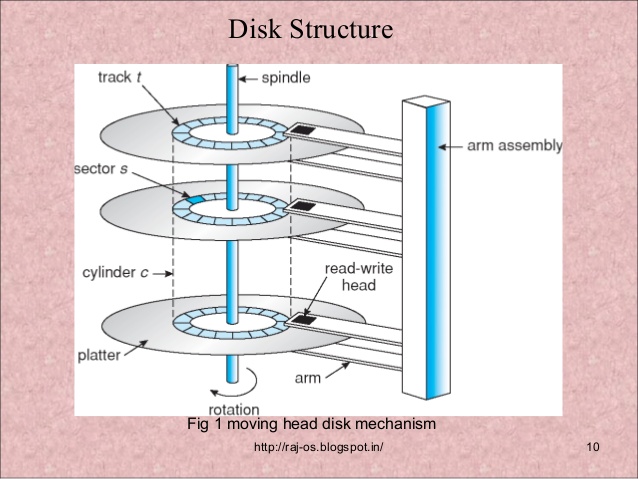 Disk Structure
track t
spindle
arm assembly
sector s
cylinder c
read-write
head
platter
arm
rotation
Fig 1 moving head disk mechanism
http://raj-os.blogspot.in/
10